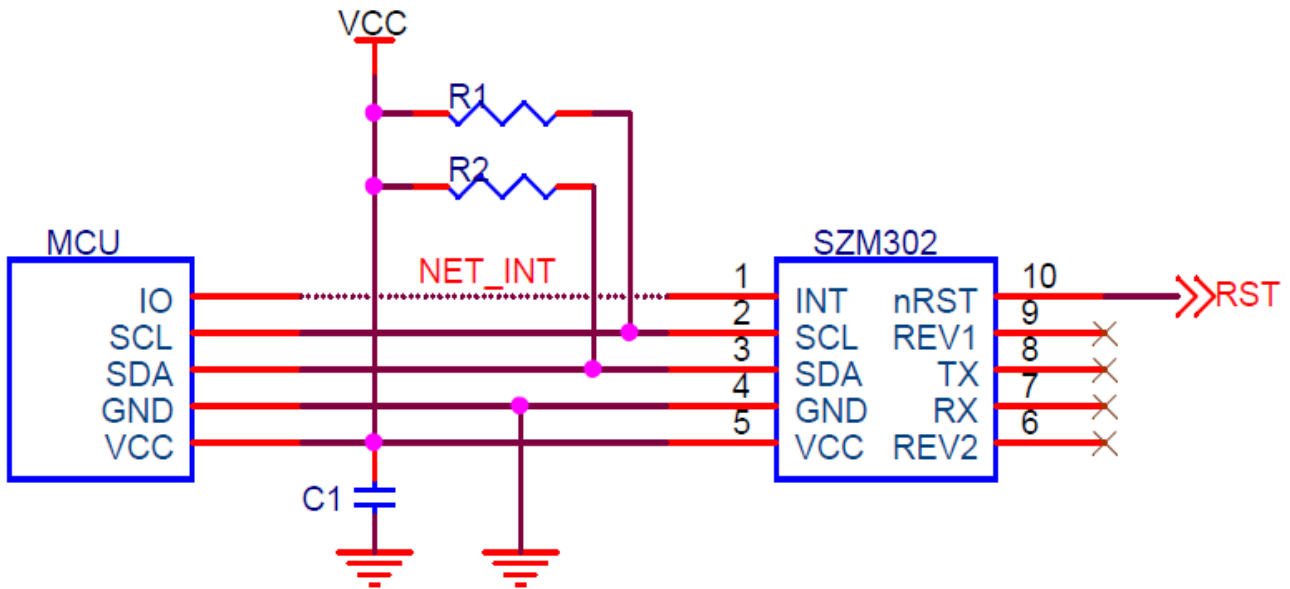 VCC
R1
R2
MCU
SZM302
NET_INT
IO
SCL
SDA
GND
VCC
1
2
3
4
5
INT
SCL
SDA
GND
VCC
nRST
REV1
TX
RX
REV2
10
9
8
7
6
RST
C1